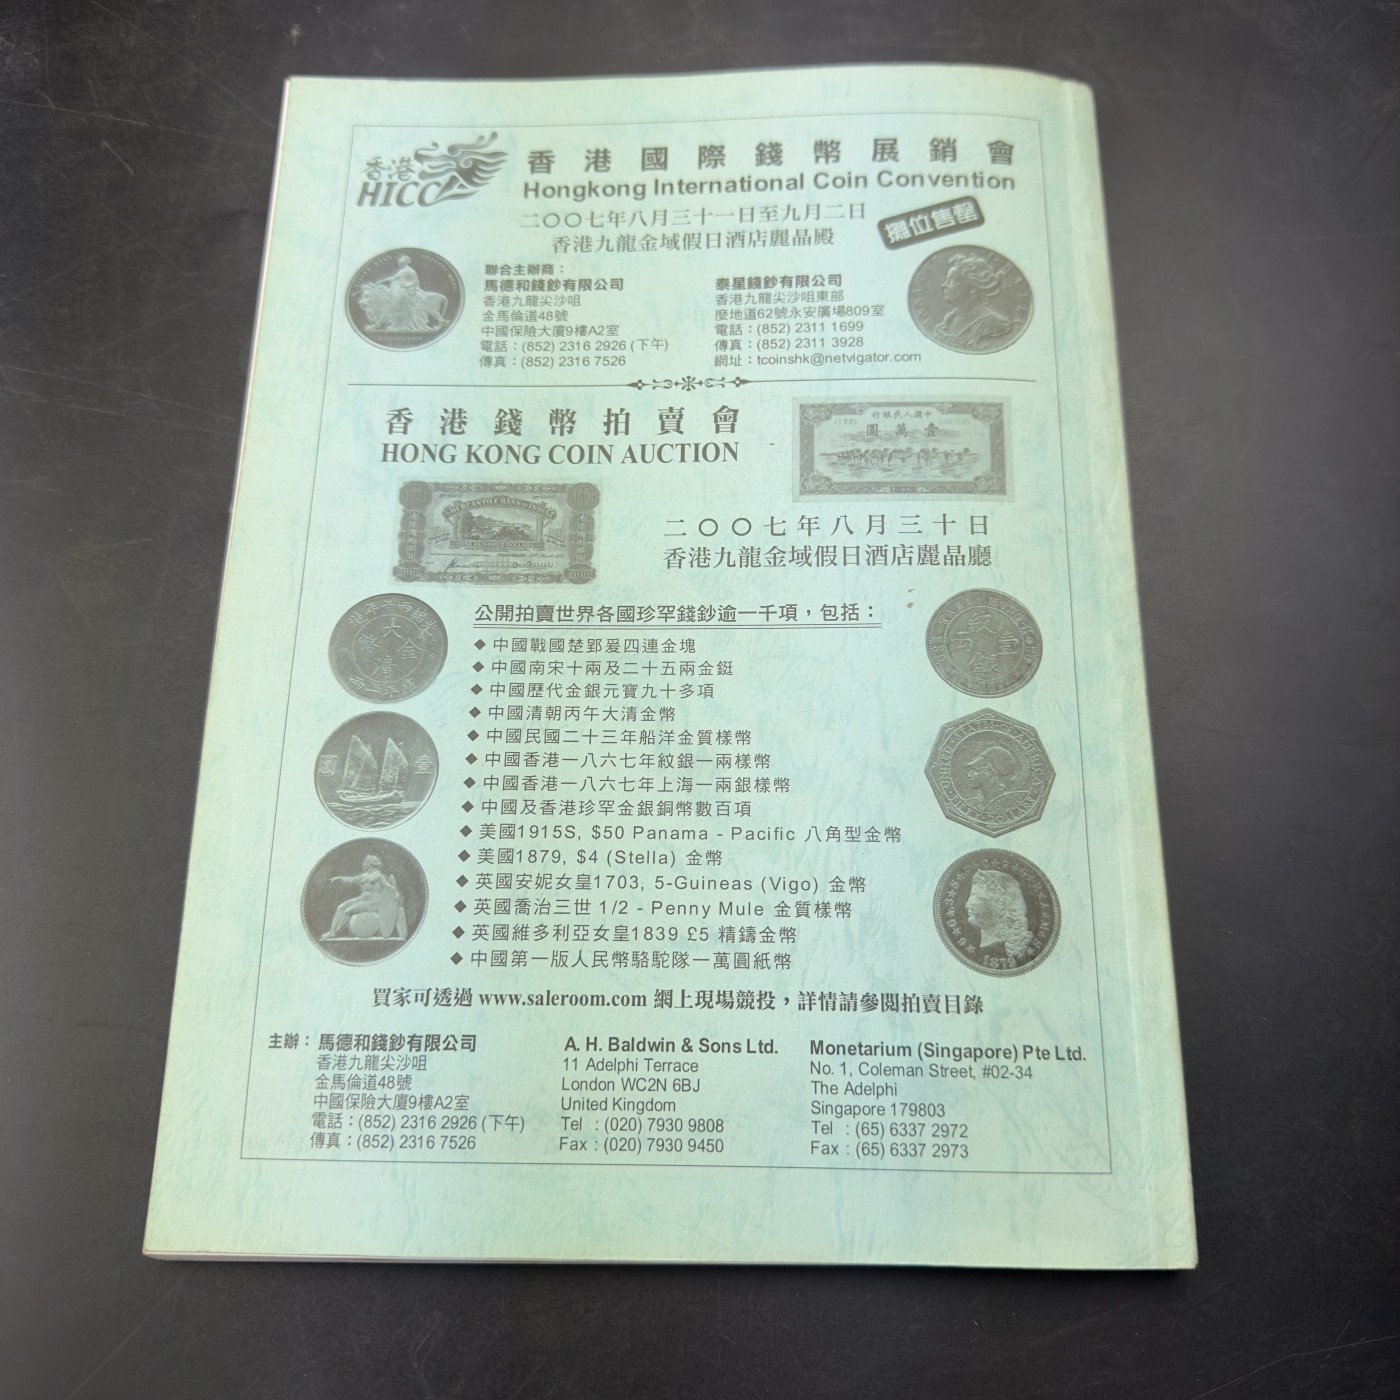 香港
HICC
香港國際錢幣展銷會
Hongkong International Coin Convention
二〇〇七年八月三十一日至九月二日
攤位售罄
香港九龍金域假日酒店麗晶殿
聯合主辦商：
馬德和錢鈔有限公司
香港九龍尖沙咀
金馬倫道48號
中國保險大廈9樓A2室
電話：(852) 2316 2926 (下午)
傳真：(852) 2316 7526
泰星錢鈔有限公司
香港九龍尖沙咀東部
麼地道62號永安廣場809室
電話：(852) 2311 1699
傳真：(852) 2311 3928
網址：tcoinshk@netvigator.com
香港錢幣拍賣會
HONG KONG COIN AUCTION
中國人民銀行
壹萬圓
MERCANTILE BANK OF INDIA
二〇〇七年八月三十日
香港九龍金域假日酒店麗晶廳
公開拍賣世界各國珍罕錢鈔逾一千項，包括：
◆ 中國戰國楚郢爰四連金塊
◆ 中國南宋十兩及二十五兩金鋌
◆ 中國歷代金銀元寶九十多項
◆ 中國清朝丙午大清金幣
◆ 中國民國二十三年船洋金質樣幣
◆ 中國香港一八六七年紋銀一兩樣幣
◆ 中國香港一八六七年上海一兩銀樣幣
◆ 中國及香港珍罕金銀銅幣數百項
◆ 美國1915S, $50 Panama - Pacific 八角型金幣
◆ 美國1879, $4 (Stella) 金幣
◆ 英國安妮女皇1703, 5-Guineas (Vigo) 金幣
◆ 英國喬治三世 1/2 - Penny Mule 金質樣幣
◆ 英國維多利亞女皇1839 £5 精鑄金幣
◆ 中國第一版人民幣駱駝隊一萬圓紙幣
大清金
壹圓
1879
買家可透過 www.saleroom.com 網上現場競投，詳情請參閱拍賣目錄
主辦：馬德和錢鈔有限公司
香港九龍尖沙咀
金馬倫道48號
中國保險大廈9樓A2室
電話：(852) 2316 2926 (下午)
傳真：(852) 2316 7526
A. H. Baldwin & Sons Ltd.
11 Adelphi Terrace
London WC2N 6BJ
United Kingdom
Tel : (020) 7930 9808
Fax : (020) 7930 9450
Monetarium (Singapore) Pte Ltd.
No. 1, Coleman Street, #02-34
The Adelphi
Singapore 179803
Tel : (65) 6337 2972
Fax : (65) 6337 2973